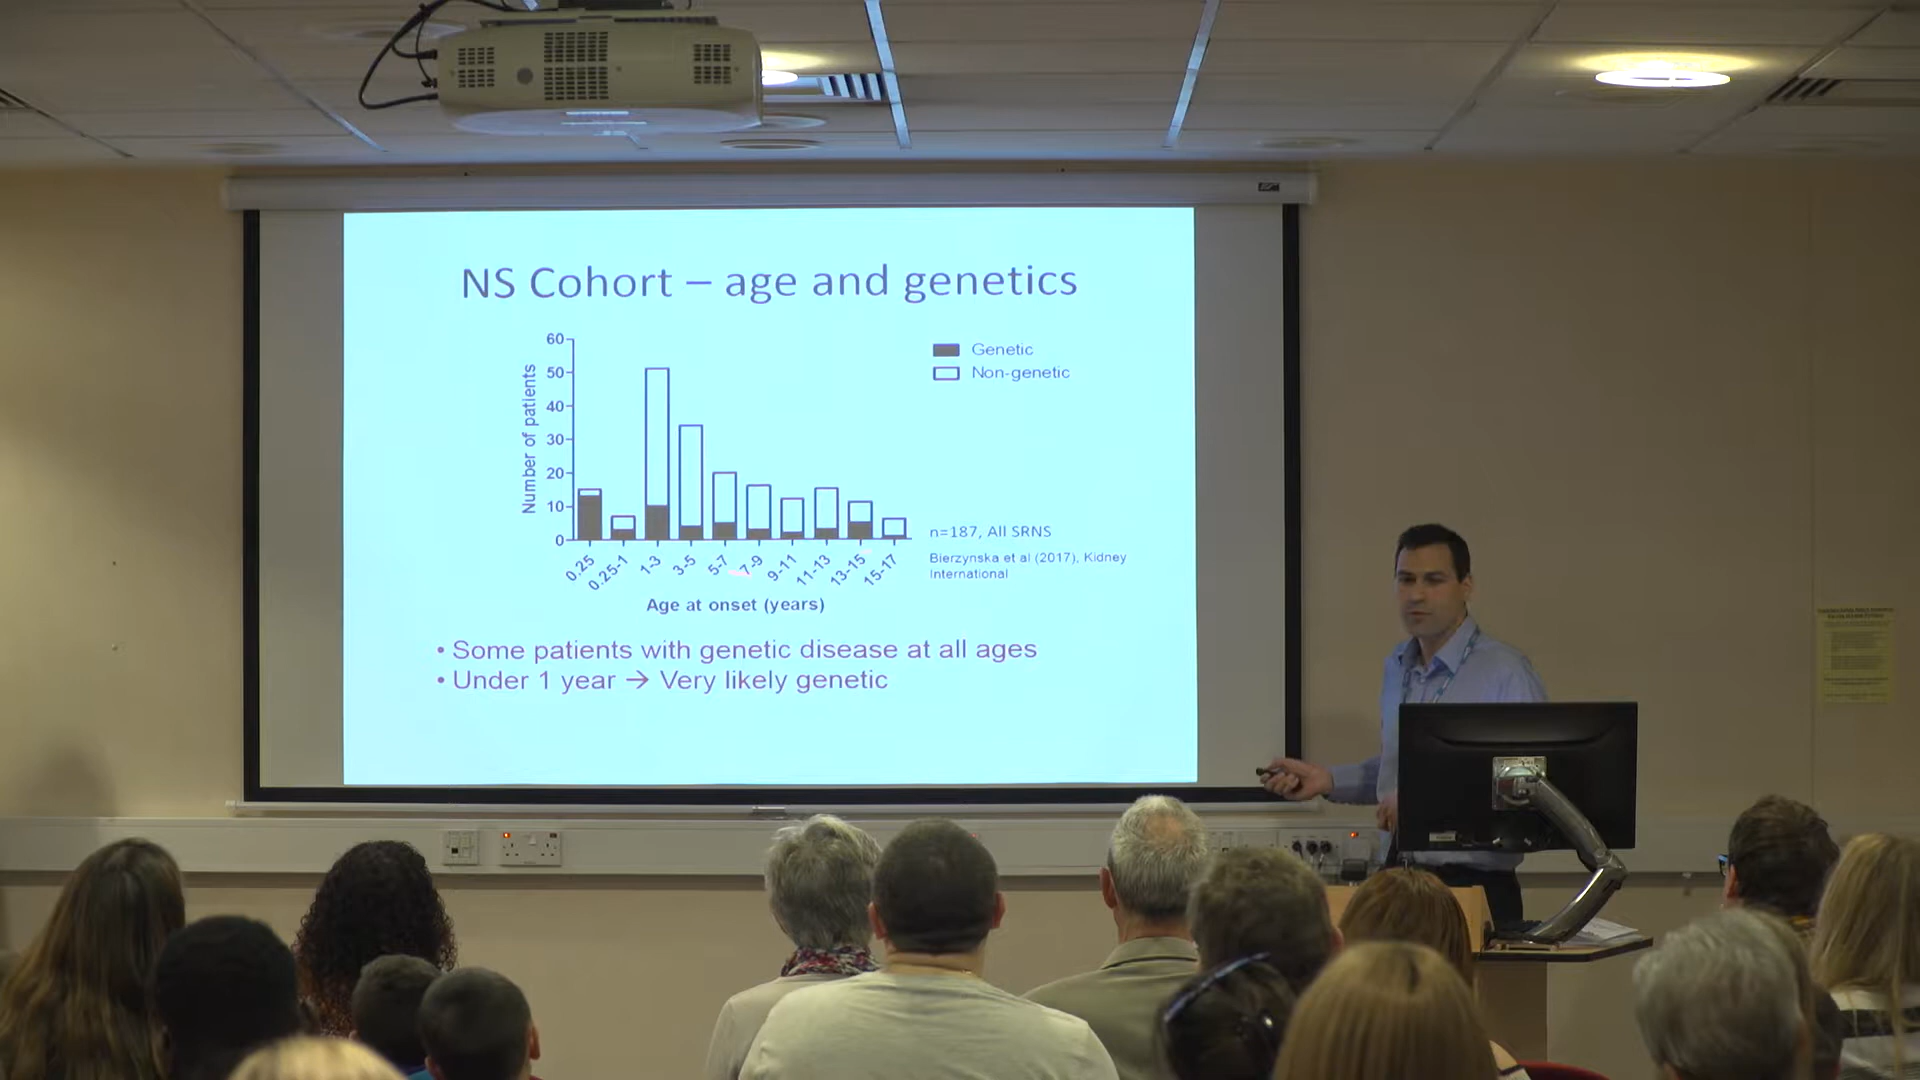 NS Cohort – age and genetics
60
50
40
30
20
10
0
Number of patients
Genetic
Non-genetic
0.25
0.25-1
1-3
3-5
5-7
7-9
9-11
11-13
13-15
15-17
Age at onset (years)
n=187, All SRNS
Bierzynska et al (2017), Kidney
International
• Some patients with genetic disease at all ages
• Under 1 year → Very likely genetic